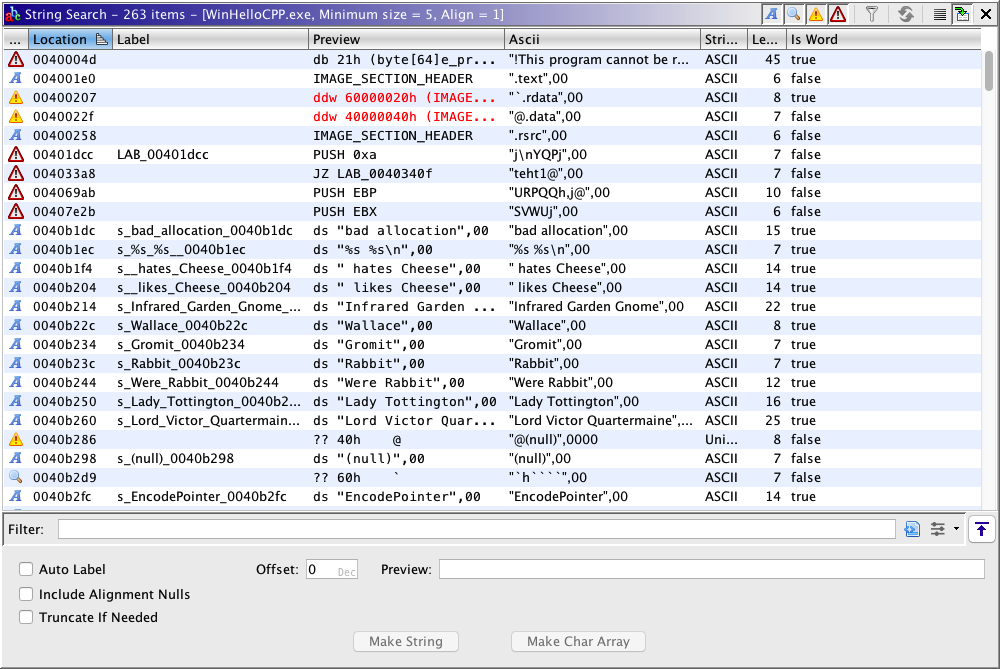 String Search – 263 items – [WinHelloCPP.exe, Minimum size = 5, Align = 1]
... Location Label Preview Ascii Stri... Le... Is Word
0040004d db 21h (byte[64]e_pr... "!This program cannot be r... ASCII 45 true
004001e0 IMAGE_SECTION_HEADER ".text",00 ASCII 6 false
00400207 ddw 60000020h (IMAGE... "`.rdata",00 ASCII 8 true
0040022f ddw 40000040h (IMAGE... "@.data",00 ASCII 7 false
00400258 IMAGE_SECTION_HEADER ".rsrc",00 ASCII 6 false
00401dcc LAB_00401dcc PUSH 0xa "j\nYQPj",00 ASCII 7 false
004033a8 JZ LAB_0040340f "teht1@",00 ASCII 7 false
004069ab PUSH EBP "URPQQh,j@",00 ASCII 10 false
00407e2b PUSH EBX "SVWUj",00 ASCII 6 false
0040b1dc s_bad_allocation_0040b1dc ds "bad allocation",00 "bad allocation",00 ASCII 15 true
0040b1ec s_%s_%s__0040b1ec ds "%s %s\n",00 "%s %s\n",00 ASCII 7 true
0040b1f4 s__hates_Cheese_0040b1f4 ds " hates Cheese",00 " hates Cheese",00 ASCII 14 true
0040b204 s__likes_Cheese_0040b204 ds " likes Cheese",00 " likes Cheese",00 ASCII 14 true
0040b214 s_Infrared_Garden_Gnome_... ds "Infrared Garden ... "Infrared Garden Gnome",00 ASCII 22 true
0040b22c s_Wallace_0040b22c ds "Wallace",00 "Wallace",00 ASCII 8 true
0040b234 s_Gromit_0040b234 ds "Gromit",00 "Gromit",00 ASCII 7 true
0040b23c s_Rabbit_0040b23c ds "Rabbit",00 "Rabbit",00 ASCII 7 true
0040b244 s_Were_Rabbit_0040b244 ds "Were Rabbit",00 "Were Rabbit",00 ASCII 12 true
0040b250 s_Lady_Tottington_0040b2... ds "Lady Tottington",00 "Lady Tottington",00 ASCII 16 true
0040b260 s_Lord_Victor_Quartermain... ds "Lord Victor Quar... "Lord Victor Quartermaine",... ASCII 25 true
0040b286 ?? 40h @ "@(null)",0000 Uni... 8 false
0040b298 s_(null)_0040b298 ds "(null)",00 "(null)",00 ASCII 7 false
0040b2d9 ?? 60h ` "`h````",00 ASCII 7 false
0040b2fc s_EncodePointer_0040b2fc ds "EncodePointer",00 "EncodePointer",00 ASCII 14 true
Filter:
Auto Label Offset: 0 Dec Preview:
Include Alignment Nulls
Truncate If Needed
Make String Make Char Array